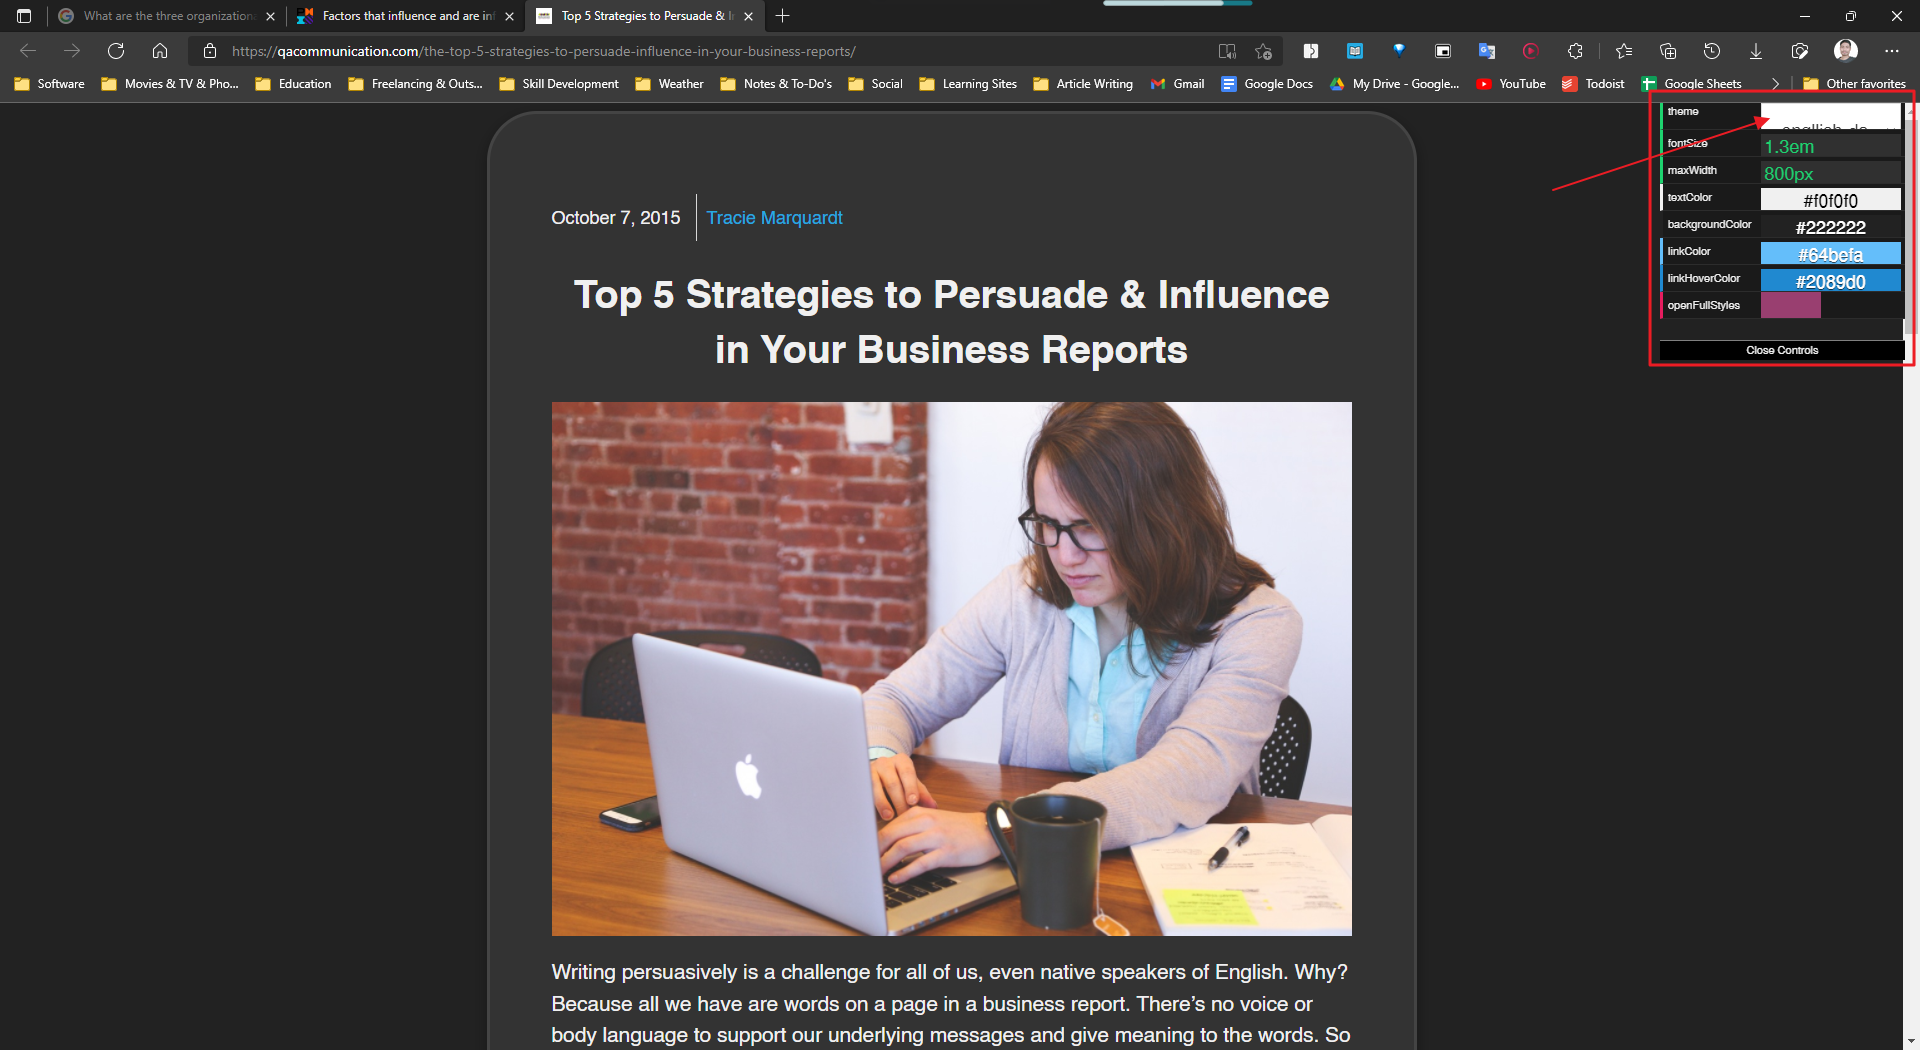 What are the three organization
Factors that influence and are in
Top 5 Strategies to Persuade & I
https://qacommunication.com/the-top-5-strategies-to-persuade-influence-in-your-business-reports/
Software
Movies & TV & Pho...
Education
Freelancing & Outs...
Skill Development
Weather
Notes & To-Do's
Social
Learning Sites
Article Writing
Gmail
Google Docs
My Drive - Google...
YouTube
Todoist
Google Sheets
Other favorites
theme
fontSize 1.3em
maxWidth 800px
textColor #f0f0f0
backgroundColor #222222
linkColor #64befa
linkHoverColor #2089d0
openFullStyles
Close Controls
October 7, 2015 Tracie Marquardt
Top 5 Strategies to Persuade & Influence
in Your Business Reports
Writing persuasively is a challenge for all of us, even native speakers of English. Why?
Because all we have are words on a page in a business report. There’s no voice or
body language to support our underlying messages and give meaning to the words. So